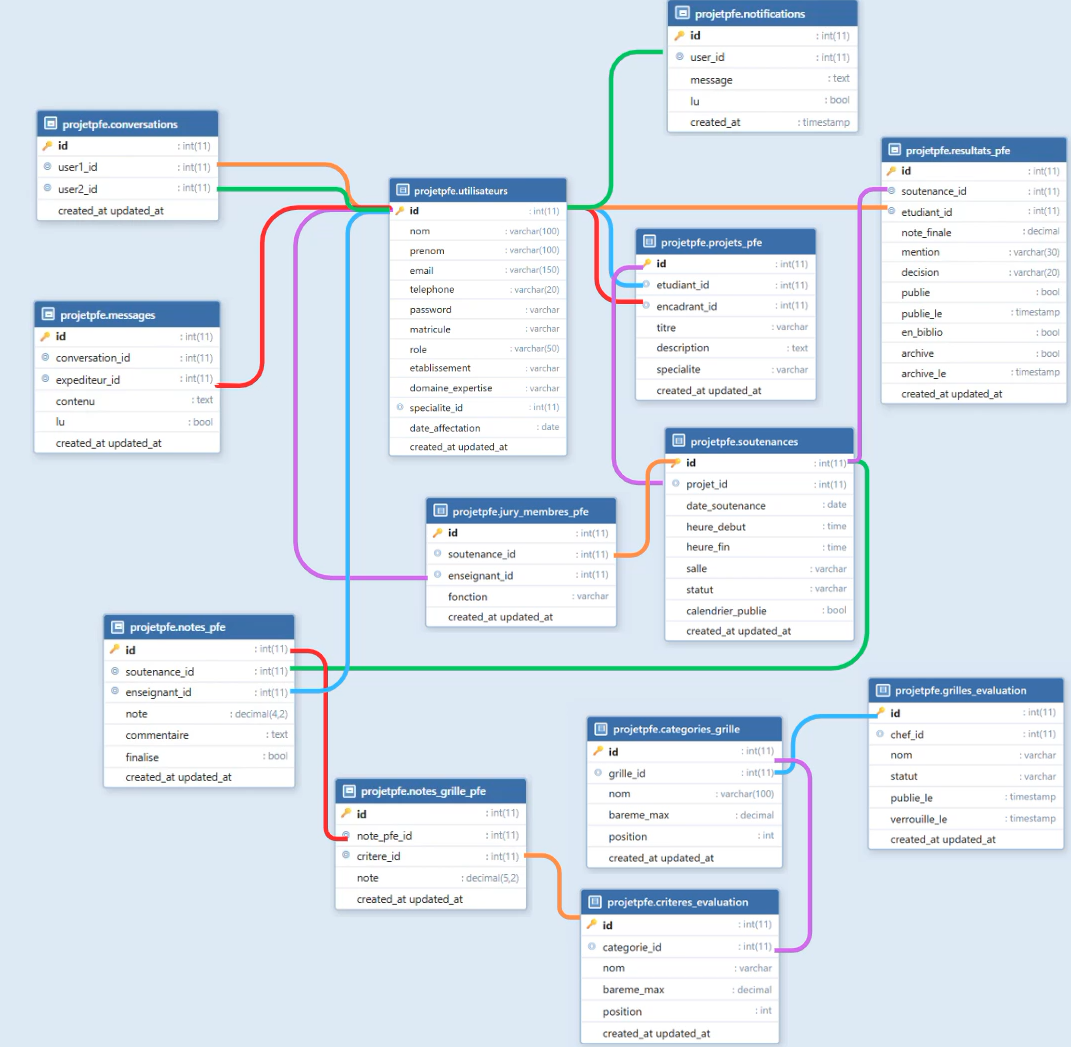 projetpfe.notifications
id : int(11)
user_id : int(11)
message : text
lu : bool
created_at : timestamp
projetpfe.conversations
id : int(11)
user1_id : int(11)
user2_id : int(11)
created_at updated_at
projetpfe.resultats_pfe
id : int(11)
soutenance_id : int(11)
etudiant_id : int(11)
note_finale : decimal
mention : varchar(30)
decision : varchar(20)
publie : bool
publie_le : timestamp
en_biblio : bool
archive : bool
archive_le : timestamp
created_at updated_at
projetpfe.utilisateurs
id : int(11)
nom : varchar(100)
prenom : varchar(100)
email : varchar(150)
telephone : varchar(20)
password : varchar
matricule : varchar
role : varchar(50)
etablissement : varchar
domaine_expertise : varchar
specialite_id : int(11)
date_affectation : date
created_at updated_at
projetpfe.projets_pfe
id : int(11)
etudiant_id : int(11)
encadrant_id : int(11)
titre : varchar
description : text
specialite : varchar
created_at updated_at
projetpfe.messages
id : int(11)
conversation_id : int(11)
expediteur_id : int(11)
contenu : text
lu : bool
created_at updated_at
projetpfe.soutenances
id : int(11)
projet_id : int(11)
date_soutenance : date
heure_debut : time
heure_fin : time
salle : varchar
statut : varchar
calendrier_publie : bool
created_at updated_at
projetpfe.jury_membres_pfe
id : int(11)
soutenance_id : int(11)
enseignant_id : int(11)
fonction : varchar
created_at updated_at
projetpfe.notes_pfe
id : int(11)
soutenance_id : int(11)
enseignant_id : int(11)
note : decimal(4,2)
commentaire : text
finalise : bool
created_at updated_at
projetpfe.grilles_evaluation
id : int(11)
chef_id : int(11)
nom : varchar
statut : varchar
publie_le : timestamp
verrouille_le : timestamp
created_at updated_at
projetpfe.categories_grille
id : int(11)
grille_id : int(11)
nom : varchar(100)
bareme_max : decimal
position : int
created_at updated_at
projetpfe.notes_grille_pfe
id : int(11)
note_pfe_id : int(11)
critere_id : int(11)
note : decimal(5,2)
created_at updated_at
projetpfe.criteres_evaluation
id : int(11)
categorie_id : int(11)
nom : varchar
bareme_max : decimal
position : int
created_at updated_at